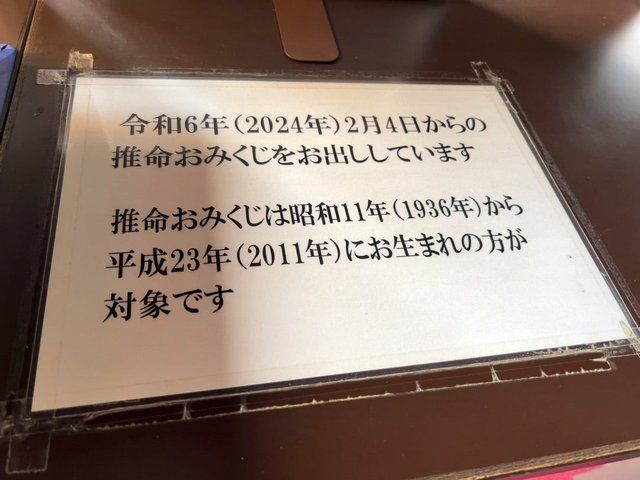 令和6年(2024年)2月4日からの
推命おみくじをお出ししています
推命おみくじは昭和11年(1936年)から
平成23年(2011年)にお生まれの方が
対象です